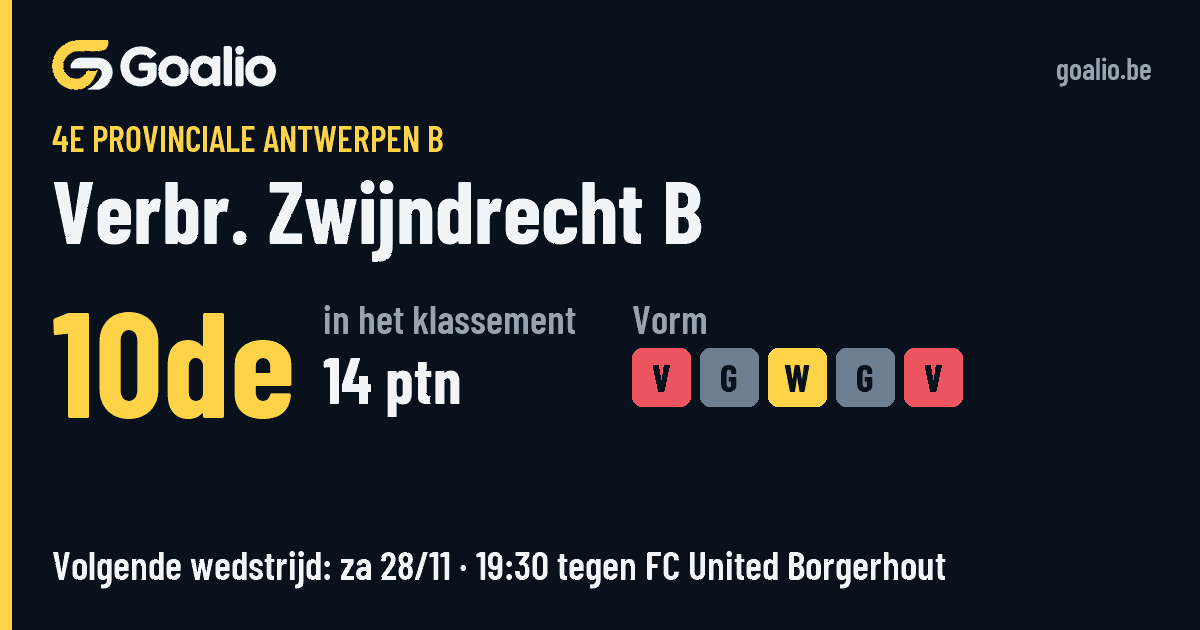 Goalio
goalio.be
4E PROVINCIALE ANTWERPEN B
Verbr. Zwijndrecht B
10de
in het klassement
14 ptn
Vorm
V G W G V
Volgende wedstrijd: za 28/11 · 19:30 tegen FC United Borgerhout